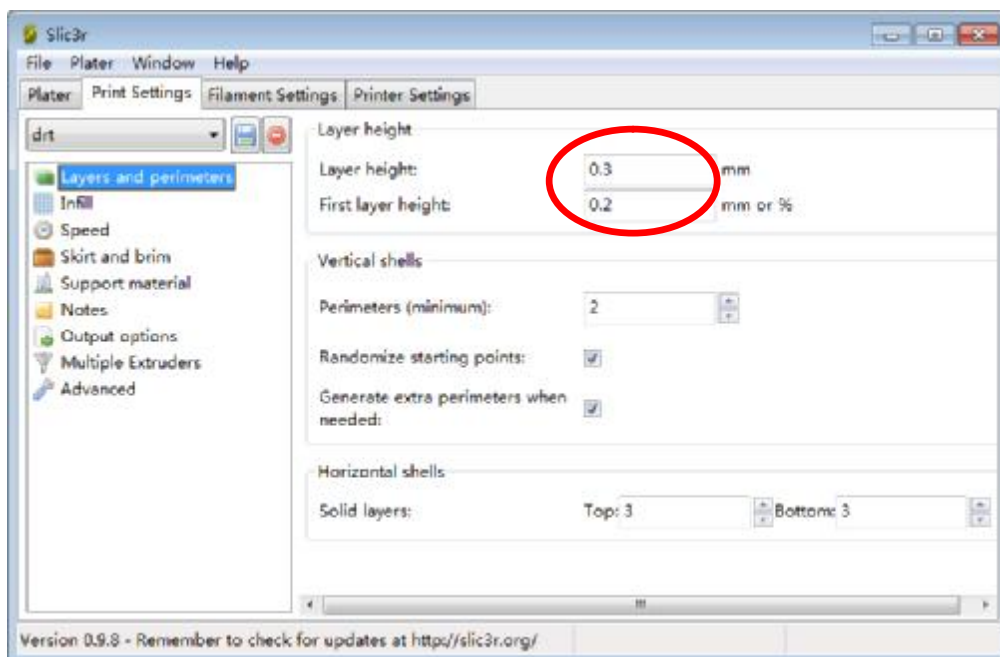 Slic3r
File Plater Window Help
Plater Print Settings Filament Settings Printer Settings
drt
Layers and perimeters
Infill
Speed
Skirt and brim
Support material
Notes
Output options
Multiple Extruders
Advanced
Layer height
Layer height: 0.3 mm
First layer height: 0.2 mm or %
Vertical shells
Perimeters (minimum): 2
Randomize starting points:
Generate extra perimeters when
needed:
Horizontal shells
Solid layers: Top: 3 Bottom: 3
Version 0.9.8 - Remember to check for updates at http://slic3r.org/